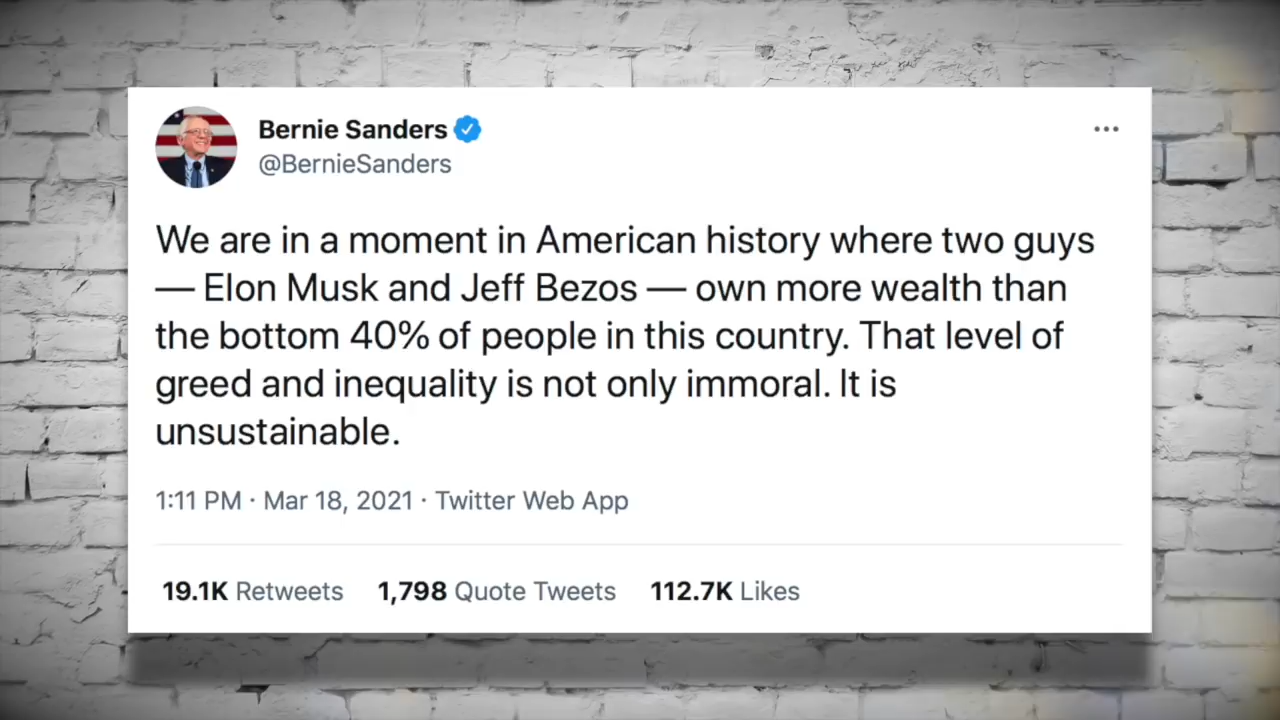 Bernie Sanders
@BernieSanders
We are in a moment in American history where two guys
— Elon Musk and Jeff Bezos — own more wealth than
the bottom 40% of people in this country. That level of
greed and inequality is not only immoral. It is
unsustainable.
1:11 PM · Mar 18, 2021 · Twitter Web App
19.1K Retweets 1,798 Quote Tweets 112.7K Likes